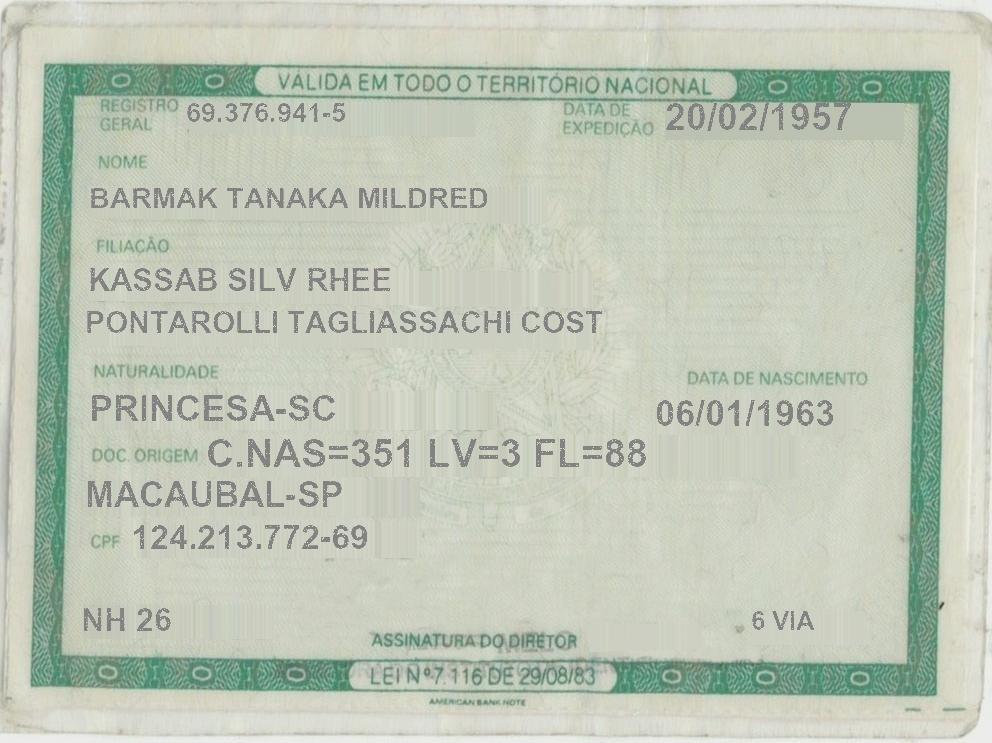 VÁLIDA EM TODO O TERRITÓRIO NACIONAL
REGISTRO GERAL 69.376.941-5 DATA DE EXPEDIÇÃO 20/02/1957
NOME
BARMAK TANAKA MILDRED
FILIAÇÃO
KASSAB SILV RHEE
PONTAROLLI TAGLIASSACHI COST
NATURALIDADE DATA DE NASCIMENTO
PRINCESA-SC 06/01/1963
DOC. ORIGEM C.NAS=351 LV=3 FL=88
MACAUBAL-SP
CPF 124.213.772-69
NH 26 6 VIA
ASSINATURA DO DIRETOR
LEI Nº 7.116 DE 29/08/83
AMERICAN BANK NOTE